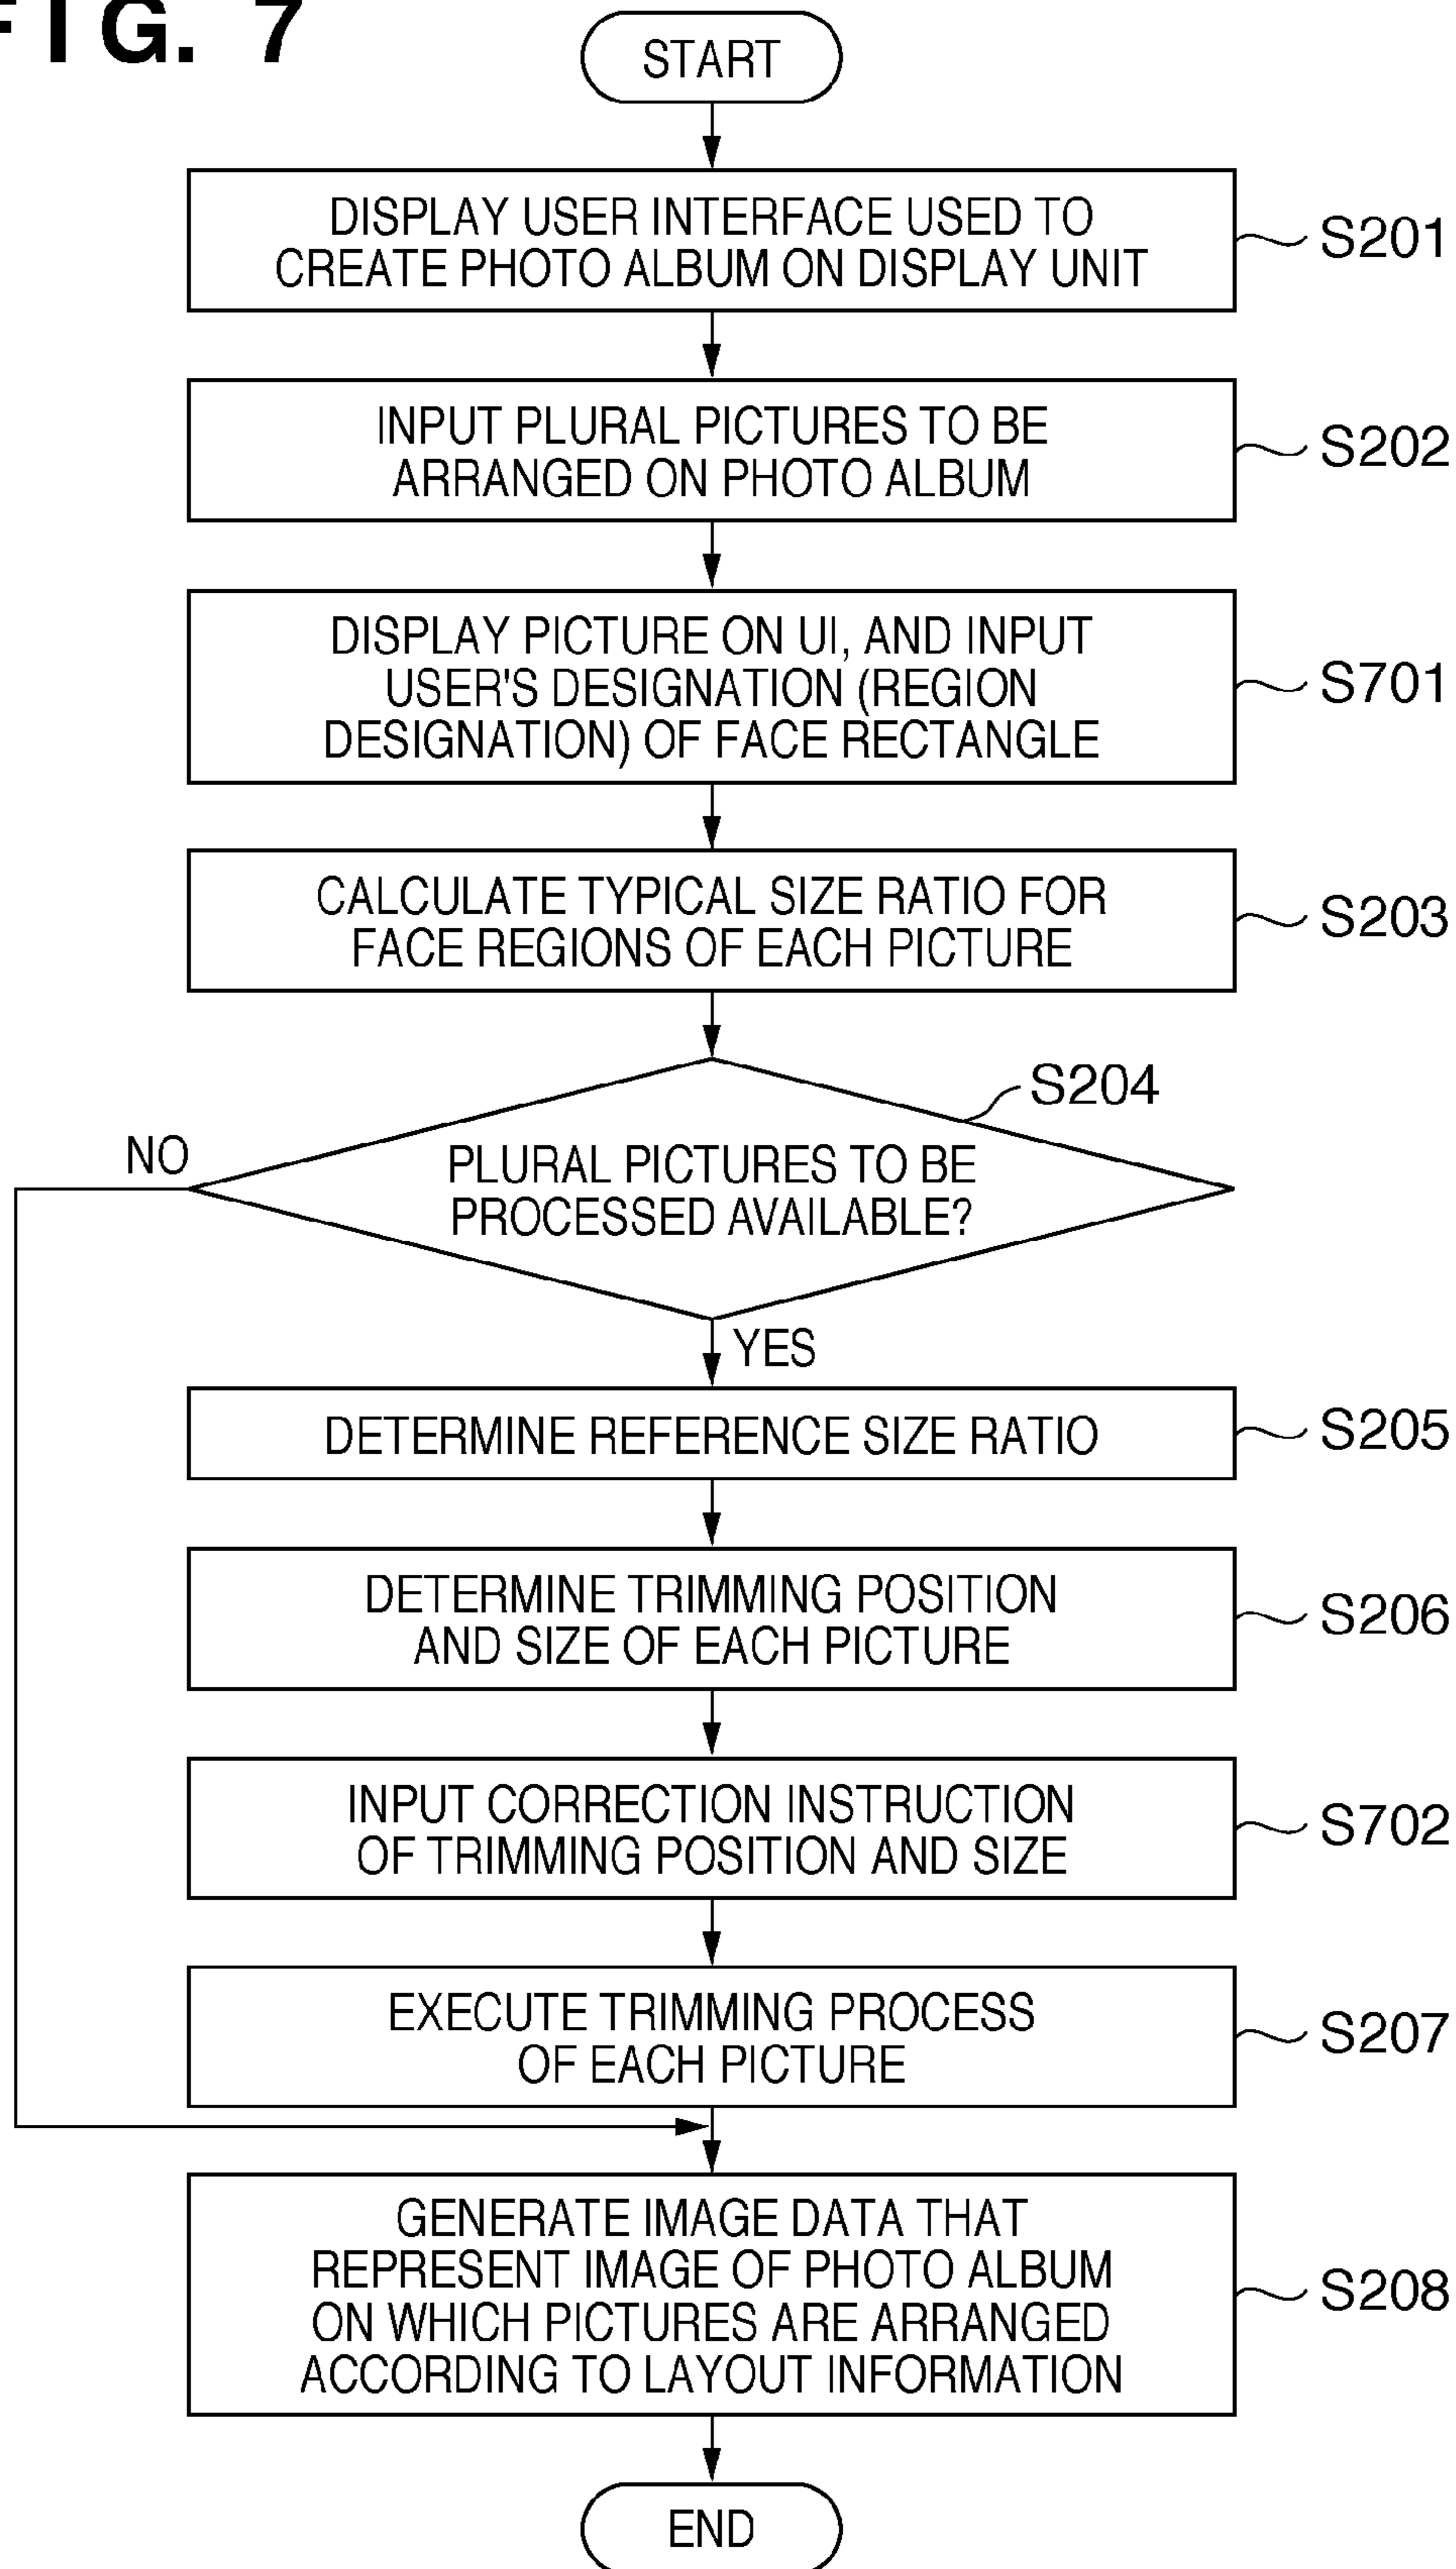 FIG. 7
START
DISPLAY USER INTERFACE USED TO
CREATE PHOTO ALBUM ON DISPLAY UNIT
S201
INPUT PLURAL PICTURES TO BE
ARRANGED ON PHOTO ALBUM
S202
DISPLAY PICTURE ON UI, AND INPUT
USER'S DESIGNATION (REGION
DESIGNATION) OF FACE RECTANGLE
S701
CALCULATE TYPICAL SIZE RATIO FOR
FACE REGIONS OF EACH PICTURE
S203
S204
NO
PLURAL PICTURES TO BE
PROCESSED AVAILABLE?
YES
DETERMINE REFERENCE SIZE RATIO
S205
DETERMINE TRIMMING POSITION
AND SIZE OF EACH PICTURE
S206
INPUT CORRECTION INSTRUCTION
OF TRIMMING POSITION AND SIZE
S702
EXECUTE TRIMMING PROCESS
OF EACH PICTURE
S207
GENERATE IMAGE DATA THAT
REPRESENT IMAGE OF PHOTO ALBUM
ON WHICH PICTURES ARE ARRANGED
ACCORDING TO LAYOUT INFORMATION
S208
END